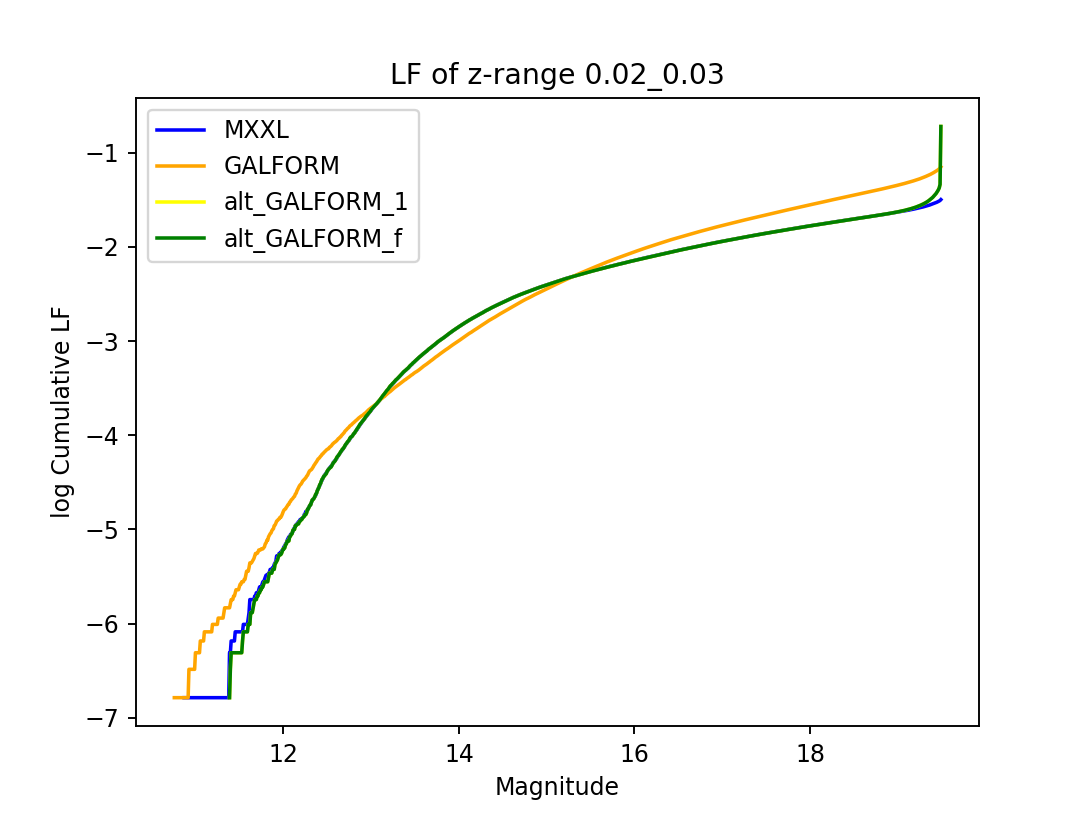 LF of z-range 0.02_0.03
MXXL
GALFORM
alt_GALFORM_1
alt_GALFORM_f
−1
−2
−3
−4
−5
−6
−7
log Cumulative LF
12
14
16
18
Magnitude